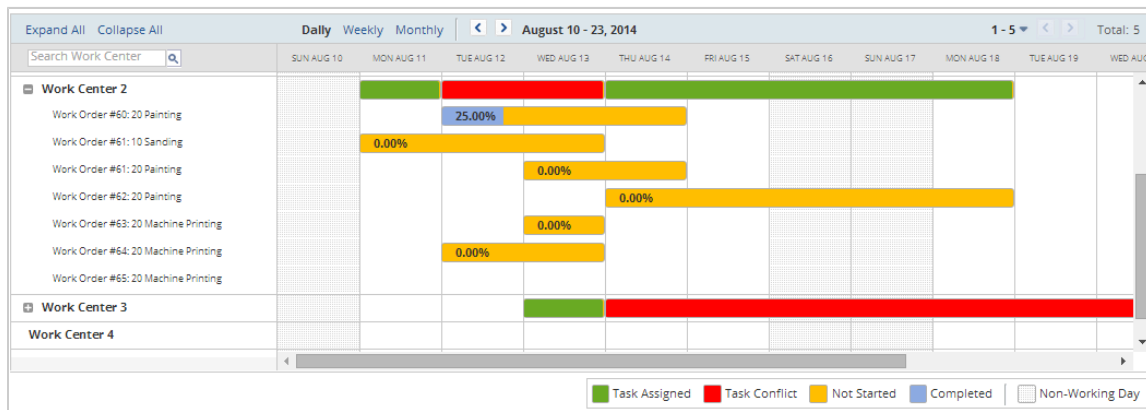 Expand All Collapse All Daily Weekly Monthly August 10 - 23, 2014 1 - 5 Total: 5
Search Work Center SUN AUG 10 MON AUG 11 TUE AUG 12 WED AUG 13 THU AUG 14 FRI AUG 15 SAT AUG 16 SUN AUG 17 MON AUG 18 TUE AUG 19 WED AUG
Work Center 2
Work Order #60: 20 Painting 25.00%
Work Order #61: 10 Sanding 0.00%
Work Order #61: 20 Painting 0.00%
Work Order #62: 20 Painting 0.00%
Work Order #63: 20 Machine Printing 0.00%
Work Order #64: 20 Machine Printing 0.00%
Work Order #65: 20 Machine Printing
Work Center 3
Work Center 4
Task Assigned Task Conflict Not Started Completed Non-Working Day